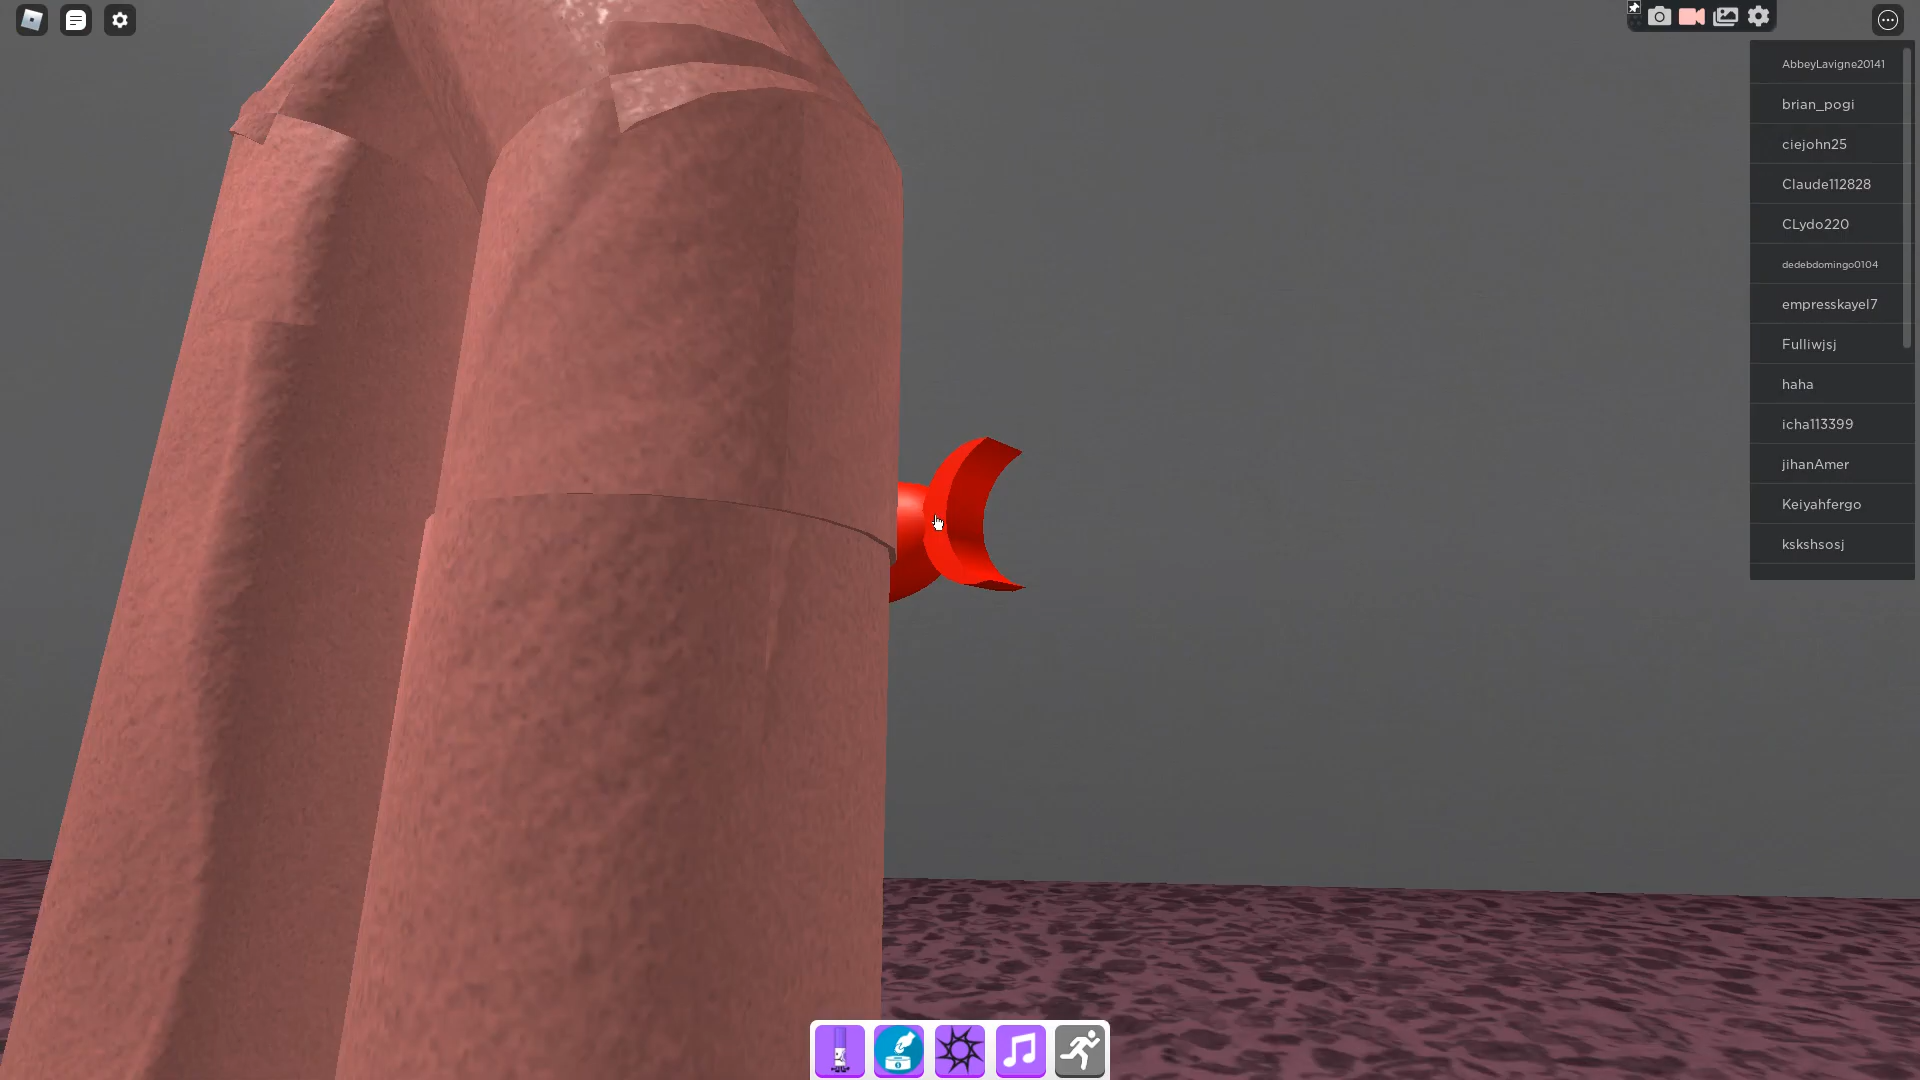 AbbeyLavigne20141
brian_pogi
ciejohn25
Claude112828
CLydo220
dedebdomingo0104
empresskayel7
Fulliwjsj
haha
icha113399
jihanAmer
Keiyahfergo
kskshsosj